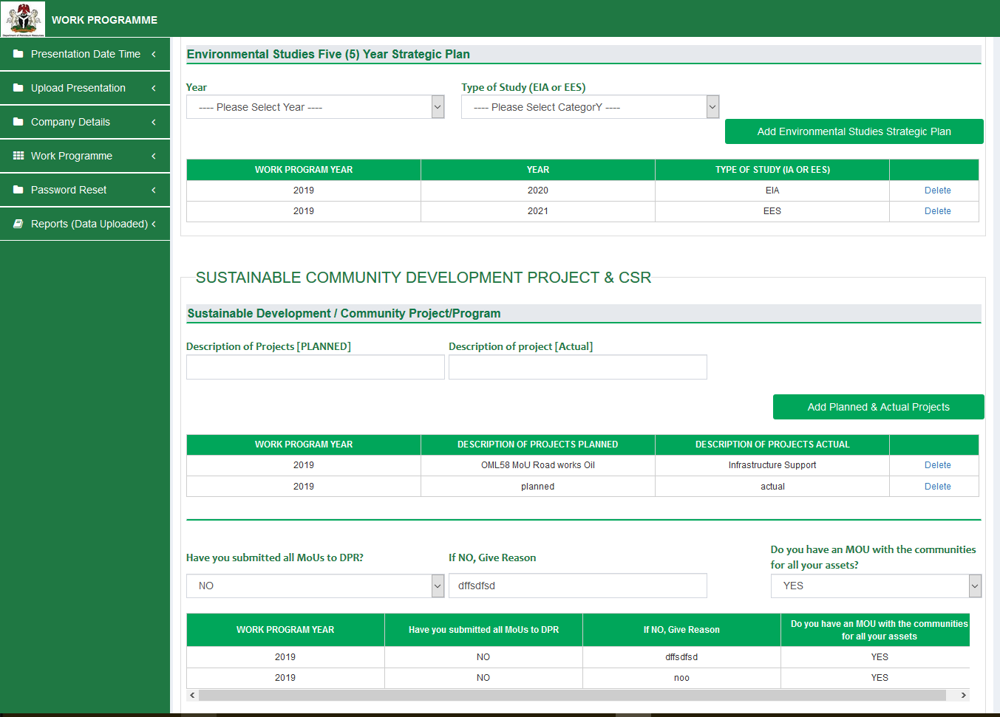 WORK PROGRAMME
Presentation Date Time
Upload Presentation
Company Details
Work Programme
Password Reset
Reports (Data Uploaded)
Environmental Studies Five (5) Year Strategic Plan
Year Type of Study (EIA or EES)
---- Please Select Year ---- ---- Please Select CategorY ----
Add Environmental Studies Strategic Plan
WORK PROGRAM YEAR YEAR TYPE OF STUDY (IA OR EES)
2019 2020 EIA Delete
2019 2021 EES Delete
SUSTAINABLE COMMUNITY DEVELOPMENT PROJECT & CSR
Sustainable Development / Community Project/Program
Description of Projects [PLANNED] Description of project [Actual]
Add Planned & Actual Projects
WORK PROGRAM YEAR DESCRIPTION OF PROJECTS PLANNED DESCRIPTION OF PROJECTS ACTUAL
2019 OML58 MoU Road works Oil Infrastructure Support Delete
2019 planned actual Delete
Have you submitted all MoUs to DPR? If NO, Give Reason Do you have an MOU with the communities
for all your assets?
NO dffsdfsd YES
WORK PROGRAM YEAR Have you submitted all MoUs to DPR If NO, Give Reason Do you have an MOU with the communities
for all your assets
2019 NO dffsdfsd YES
2019 NO noo YES